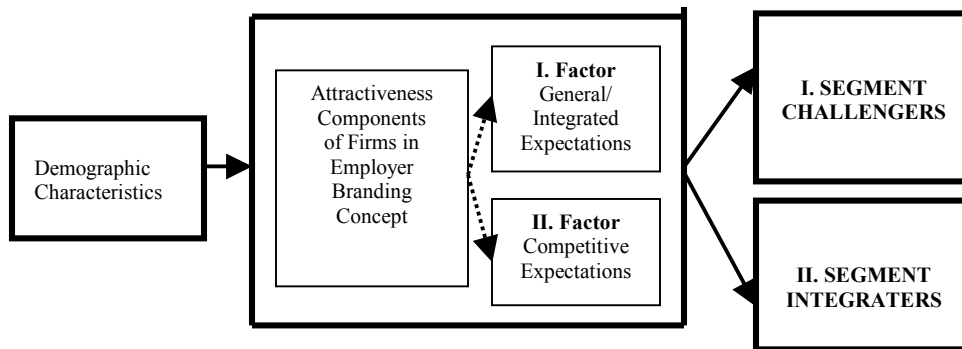 Demographic
Characteristics
Attractiveness
Components
of Firms in
Employer
Branding
Concept
I. Factor
General/
Integrated
Expectations
II. Factor
Competitive
Expectations
I. SEGMENT
CHALLENGERS
II. SEGMENT
INTEGRATERS